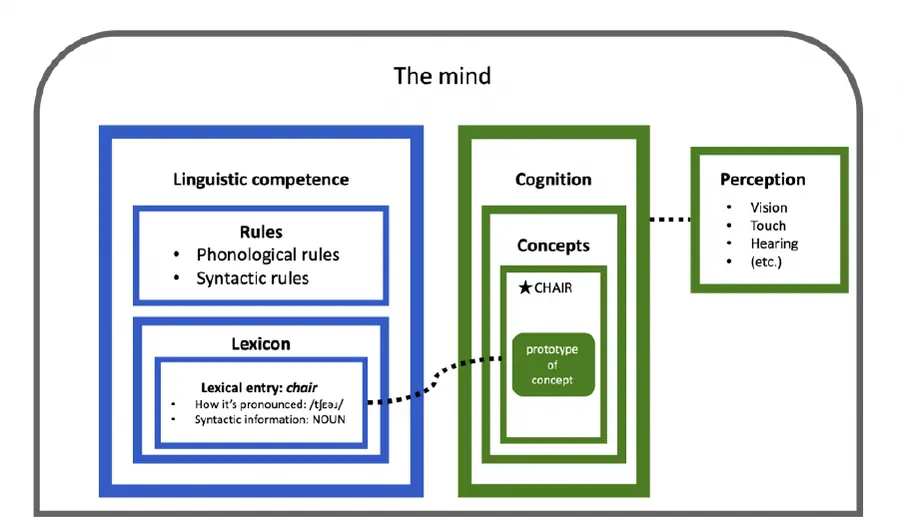 The mind
Linguistic competence
Rules
• Phonological rules
• Syntactic rules
Lexicon
Lexical entry: chair
• How it's pronounced: /tʃɛəɹ/
• Syntactic information: NOUN
Cognition
Concepts
★CHAIR
prototype
of
concept
Perception
• Vision
• Touch
• Hearing
• (etc.)